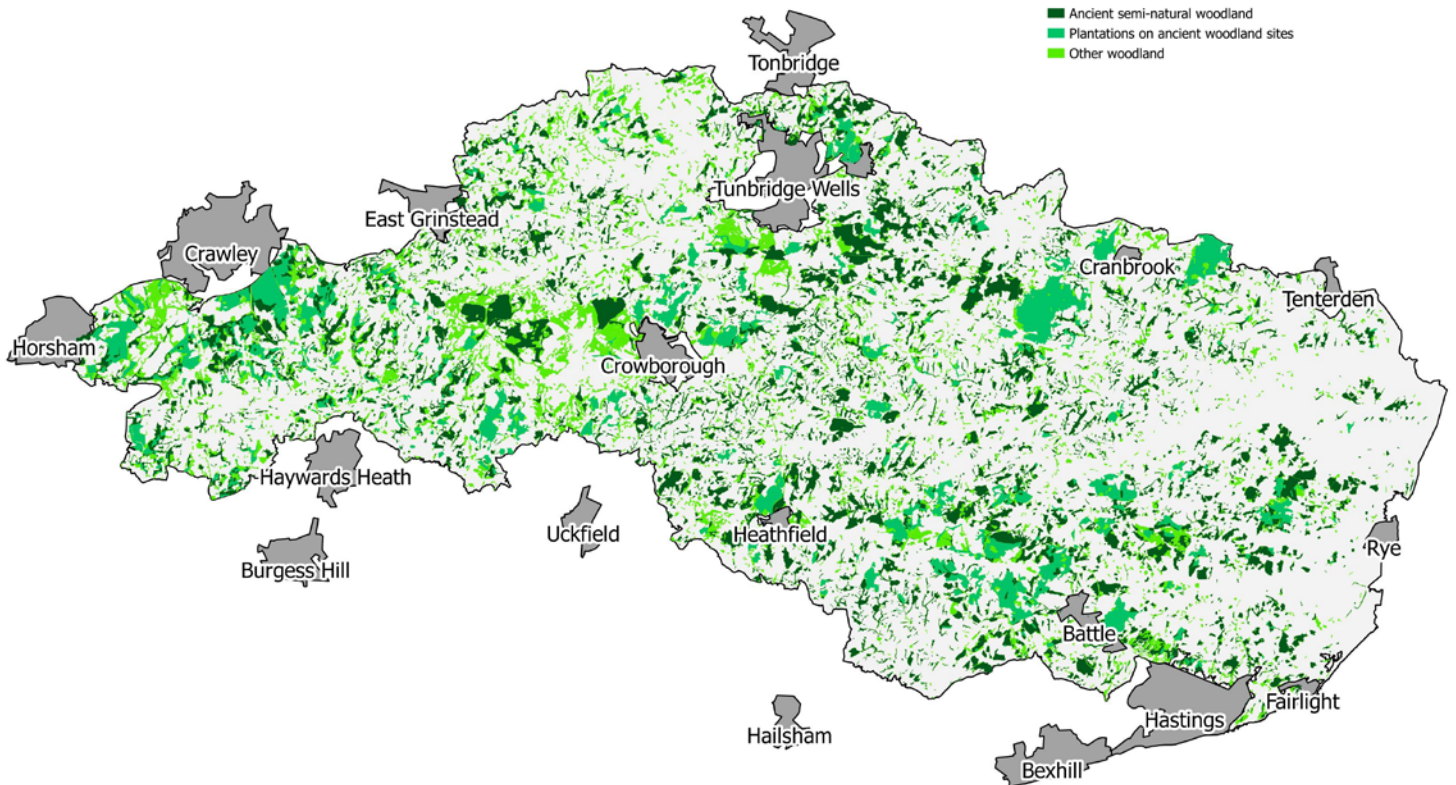 Ancient semi-natural woodland
Plantations on ancient woodland sites
Other woodland
Tonbridge
Tunbridge Wells
East Grinstead
Crawley
Cranbrook
Tenterden
Horsham
Crowborough
Haywards Heath
Uckfield
Heathfield
Rye
Burgess Hill
Battle
Fairlight
Hastings
Hailsham
Bexhill